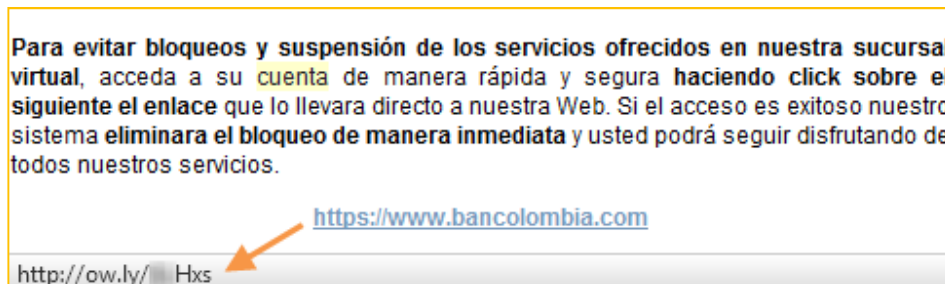 Para evitar bloqueos y suspensión de los servicios ofrecidos en nuestra sucursal
virtual, acceda a su cuenta de manera rápida y segura haciendo click sobre el
siguiente el enlace que lo llevara directo a nuestra Web. Si el acceso es exitoso nuestro
sistema eliminara el bloqueo de manera inmediata y usted podrá seguir disfrutando de
todos nuestros servicios.
https://www.bancolombia.com
http://ow.ly/ Hxs